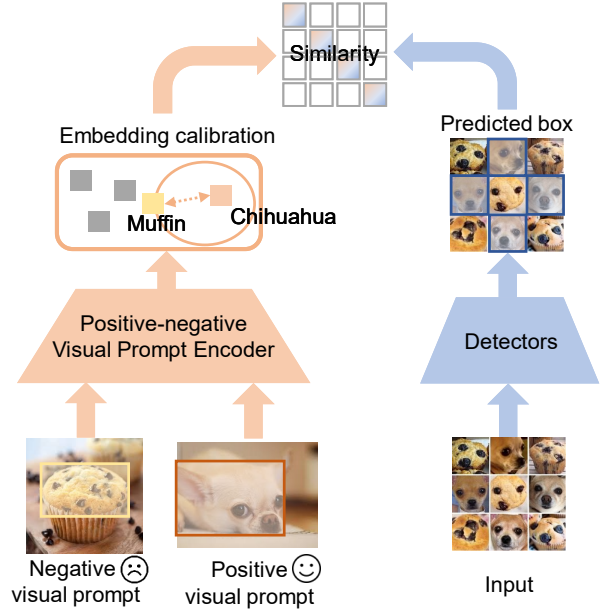 Similarity
Embedding calibration
Predicted box
Muffin
Chihuahua
Positive-negative
Visual Prompt Encoder
Detectors
Negative
visual prompt
Positive
visual prompt
Input